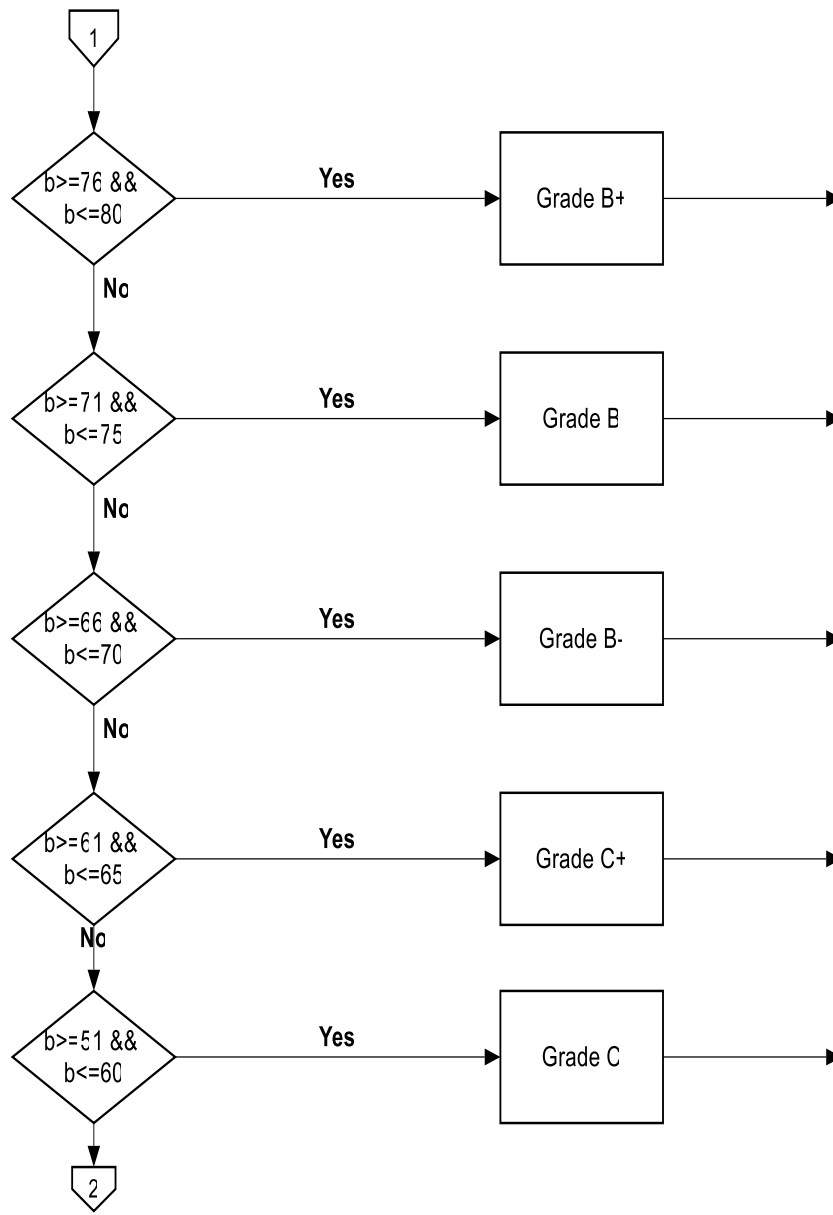 1
b>=76 &&
b<=80
Yes
Grade B+
No
b>=71 &&
b<=75
Yes
Grade B
No
b>=66 &&
b<=70
Yes
Grade B-
No
b>=61 &&
b<=65
Yes
Grade C+
No
b>=51 &&
b<=60
Yes
Grade C
2